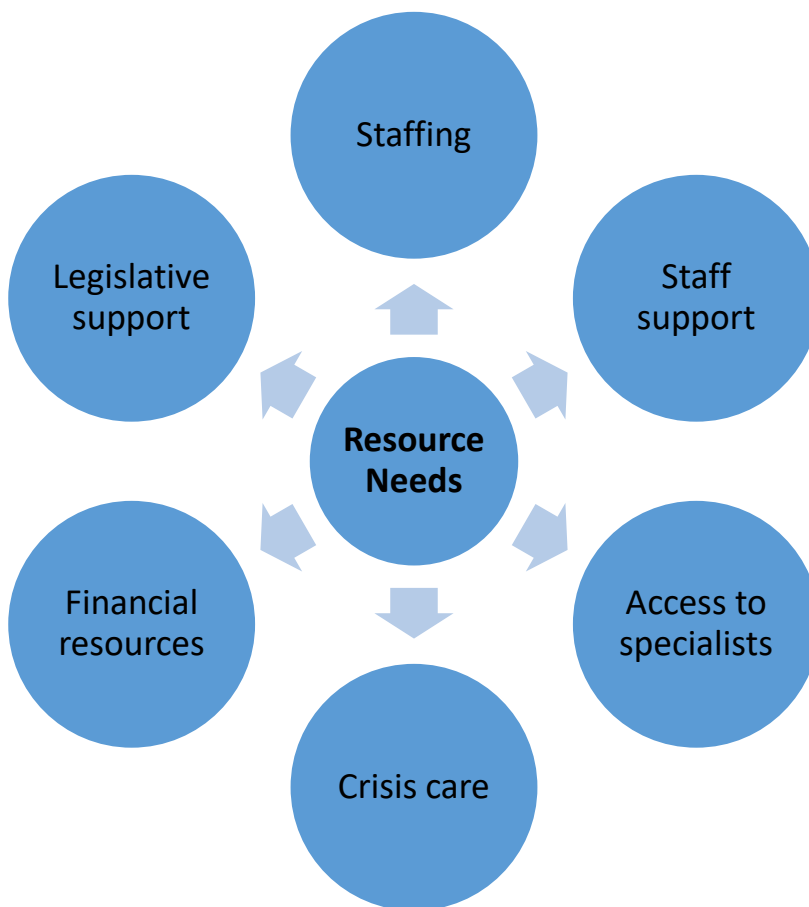 Staffing
Legislative
support
Staff
support
Resource
Needs
Financial
resources
Access to
specialists
Crisis care